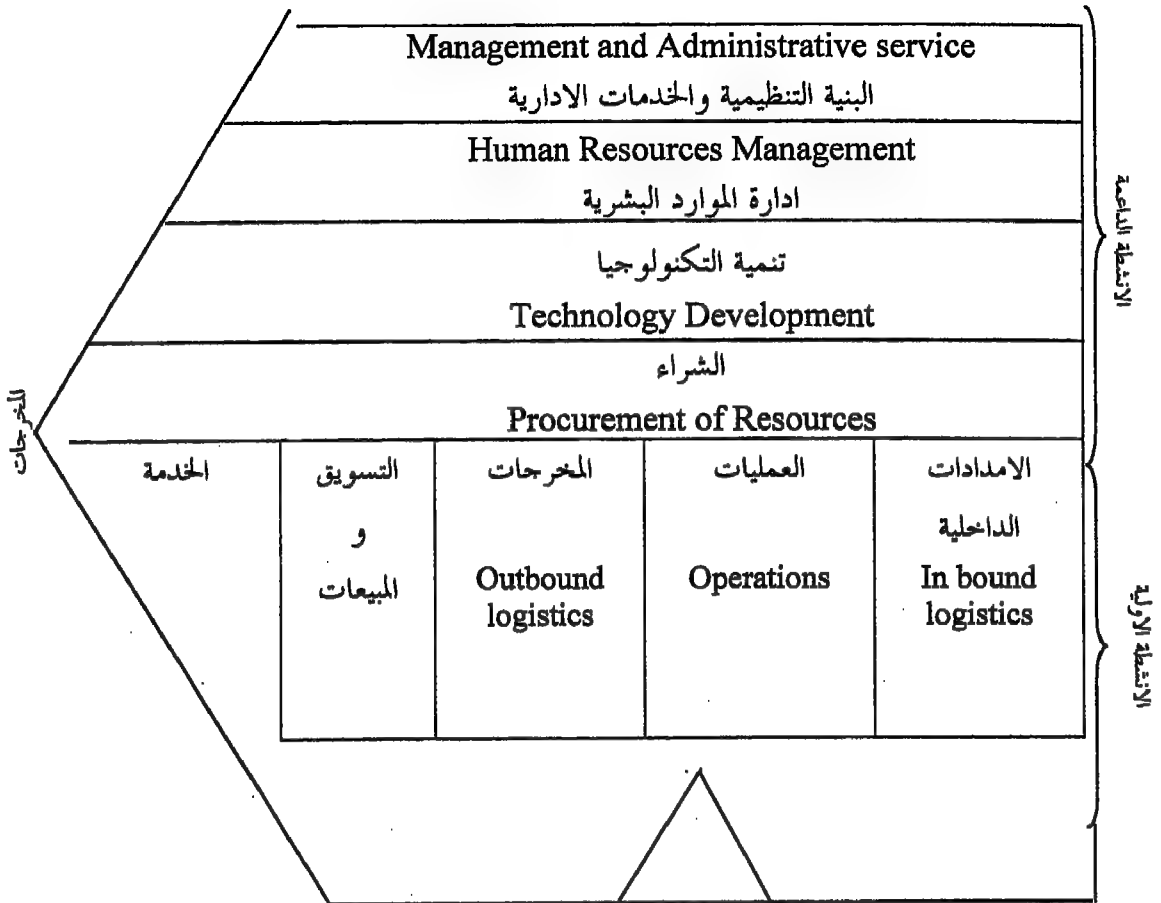 Management and Administrative service
البنية التنظيمية والخدمات الادارية
Human Resources Management
ادارة الموارد البشرية
تنمية التكنولوجيا
Technology Development
الشراء
Procurement of Resources
الانشطة الداعمة
الامدادات
الداخلية
In bound
logistics
العمليات
Operations
المخرجات
Outbound
logistics
التسويق
و
المبيعات
الخدمة
الانشطة الاولية
المخرجات